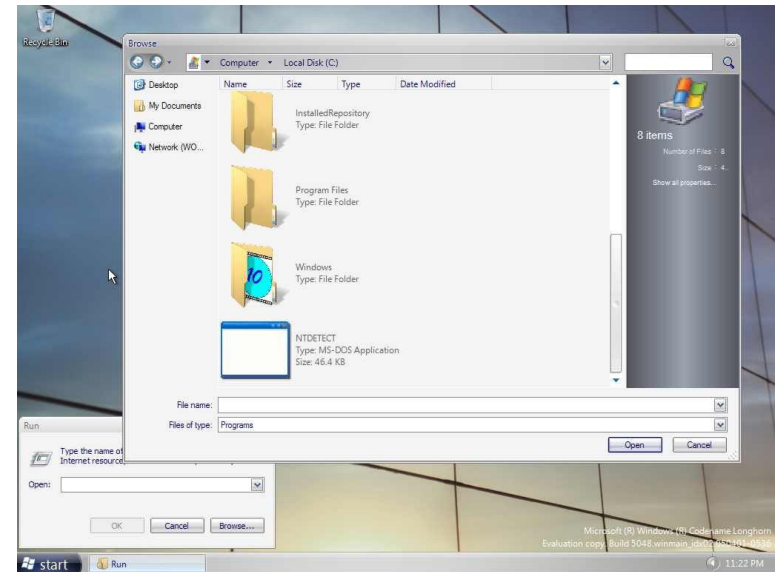 Recycle Bin
Browse
Computer Local Disk (C:)
Desktop
My Documents
Computer
Network (WO...
Name Size Type Date Modified
InstalledRepository
Type: File Folder
Program Files
Type: File Folder
Windows
Type: File Folder
10
NTDETECT
Type: MS-DOS Application
Size: 46.4 KB
8 items
Number of Files : 8
Size : 4.
Show all properties...
File name:
Files of type: Programs
Open Cancel
Run
Type the name of
Internet resource,
Open:
OK Cancel Browse...
Microsoft (R) Windows (R) Codename Longhorn
Evaluation copy. Build 5048.winmain_idx02.050401-0536
start Run 11:22 PM